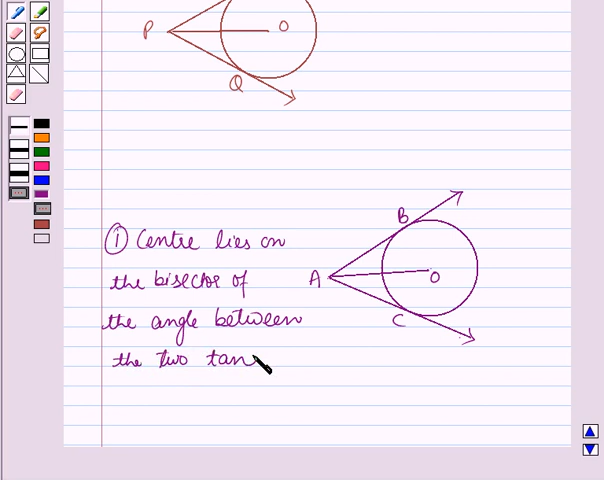 P
O
Q
① Centre lies on
the bisector of
the angle between
the two tan
B
A
O
C